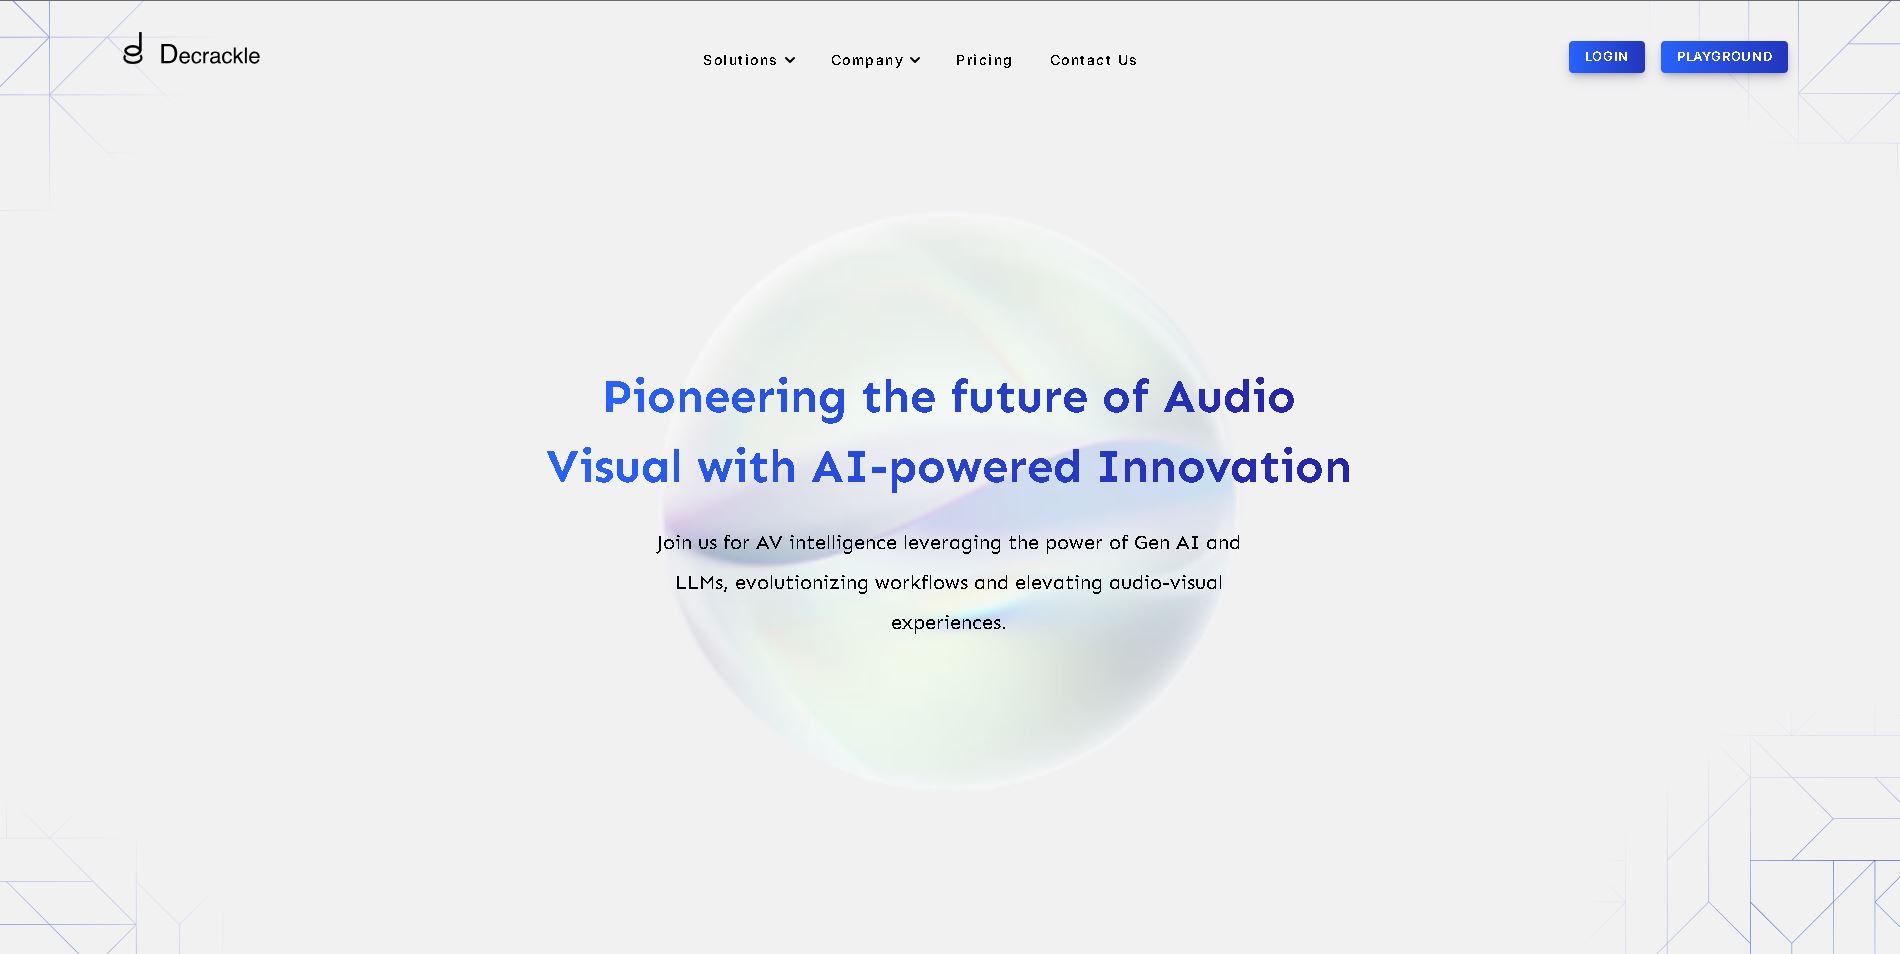 Decrackle
Solutions
Company
Pricing
Contact Us
LOGIN
PLAYGROUND
Pioneering the future of Audio
Visual with AI-powered Innovation
Join us for AV intelligence leveraging the power of Gen AI and
LLMs, evolutionizing workflows and elevating audio-visual
experiences.